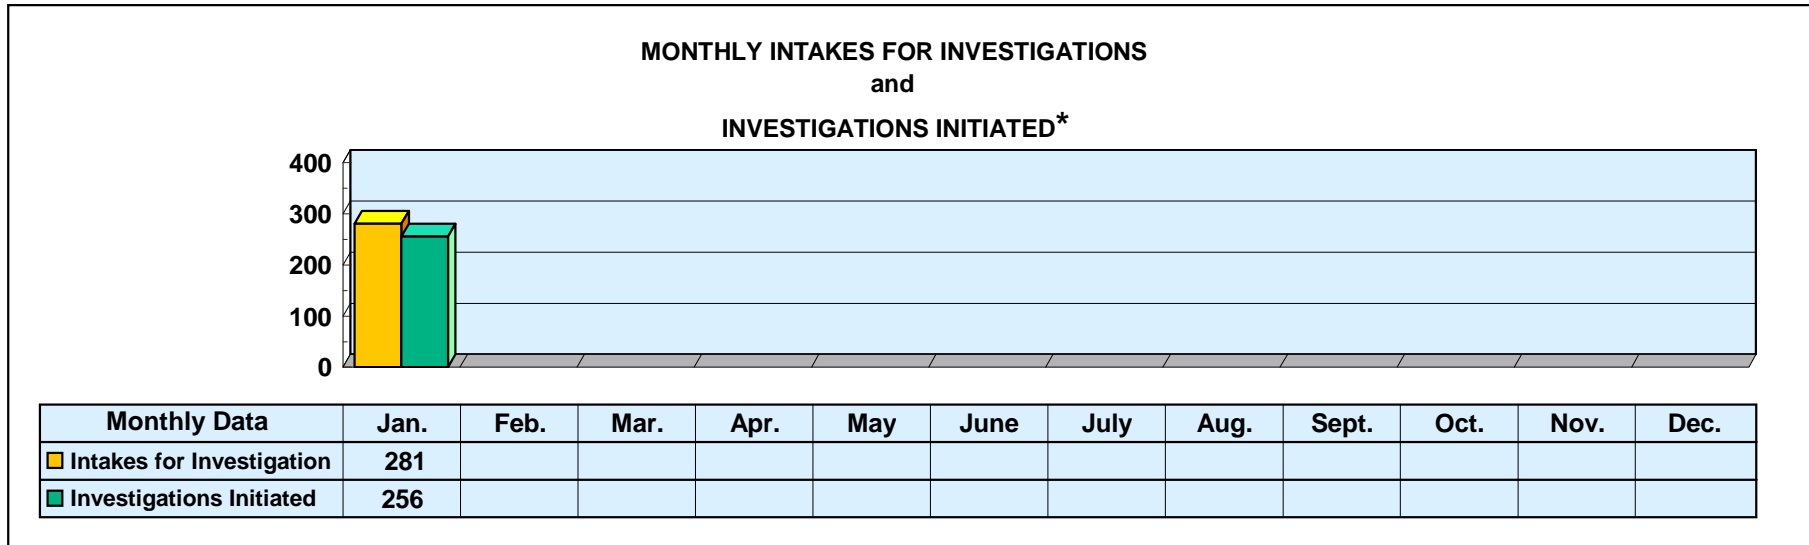 MONTHLY INTAKES FOR INVESTIGATIONS
and
INVESTIGATIONS INITIATED*
400
300
200
100
0
Monthly Data Jan. Feb. Mar. Apr. May June July Aug. Sept. Oct. Nov. Dec.
Intakes for Investigation 281
Investigations Initiated 256